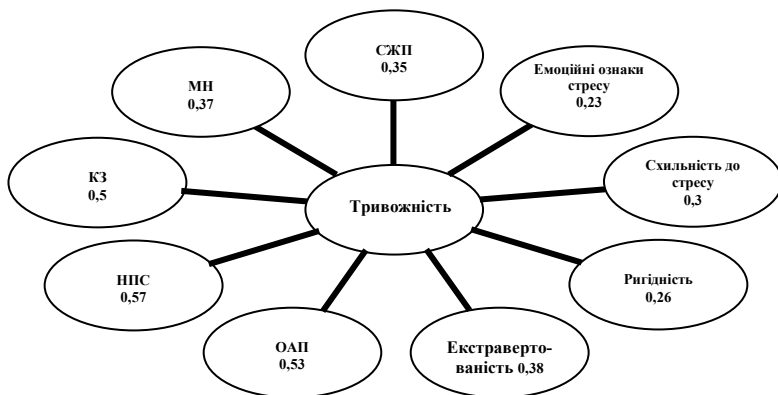 СЖП
0,35
Емоційні ознаки
стресу
0,23
МН
0,37
Схильність до
стресу
0,3
КЗ
0,5
Тривожність
НПС
0,57
Ригідність
0,26
ОАП
0,53
Екстраверто-
ваність 0,38